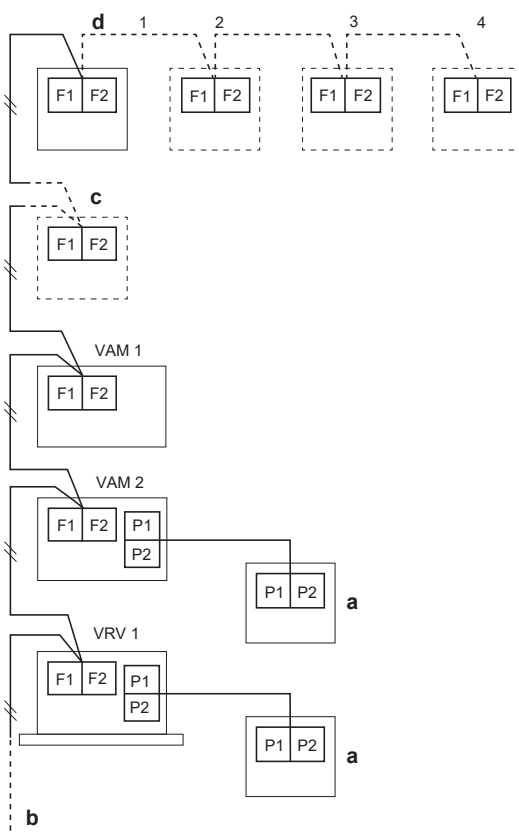 d 1 2 3 4
F1 F2 F1 F2 F1 F2 F1 F2
c
F1 F2
VAM 1
F1 F2
VAM 2
F1 F2 P1
P2
P1 P2 a
VRV 1
F1 F2 P1
P2
P1 P2 a
b